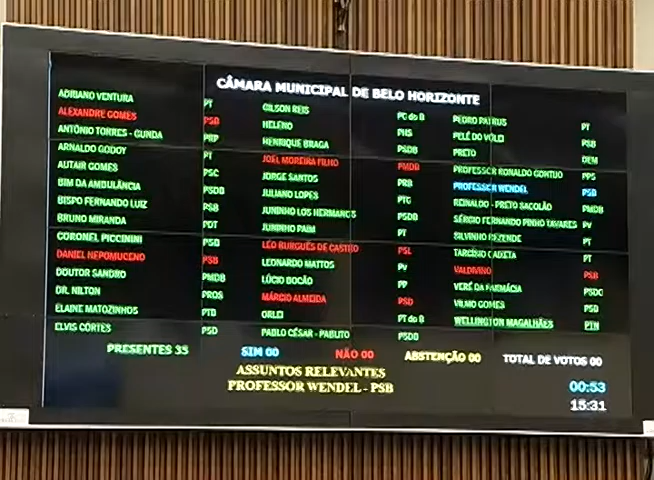 CÂMARA MUNICIPAL DE BELO HORIZONTE
ADRIANO VENTURA PT
ALEXANDRE GOMES PSB
ANTÔNIO TORRES - GUNDA PRP
ARNALDO GODOY PT
AUTAIR GOMES PSC
BIM DA AMBULÂNCIA PSDB
BISPO FERNANDO LUIZ PSB
BRUNO MIRANDA PDT
CORONEL PICCININI PSD
DANIEL NEPOMUCENO PSB
DOUTOR SANDRO PMDB
DR. NILTON PROS
ELAINE MATOZINHOS PTB
ELVIS CÔRTES PSD
GILSON REIS PC do B
HELENO PHS
HENRIQUE BRAGA PSDB
JOEL MOREIRA FILHO PMDB
JORGE SANTOS PRB
JULIANO LOPES PTC
JUNINHO LOS HERMANOS PSDB
JUNINHO PAIM PT
LÉO BURGUÊS DE CASTRO PSL
LEONARDO MATTOS PV
LÚCIO BOCÃO PP
MÁRCIO ALMEIDA PSD
ORLEI PT do B
PABLO CÉSAR - PABLITO PSDB
PEDRO PATRUS PT
PELÉ DO VÔLEI PSB
PRETO DEM
PROFESSOR RONALDO GONTIJO PPS
PROFESSOR WENDEL PSB
REINALDO - PRETO SACOLÃO PMDB
SÉRGIO FERNANDO PINHO TAVARES PV
SILVINHO REZENDE PT
TARCÍSIO CAIXETA PT
VALDIVINO PSB
VERÊ DA FARMÁCIA PSDC
VILMO GOMES PSD
WELLINGTON MAGALHÃES PTN
PRESENTES 35 SIM 00 NÃO 00 ABSTENÇÃO 00 TOTAL DE VOTOS 00
ASSUNTOS RELEVANTES
PROFESSOR WENDEL - PSB
00:53
15:31